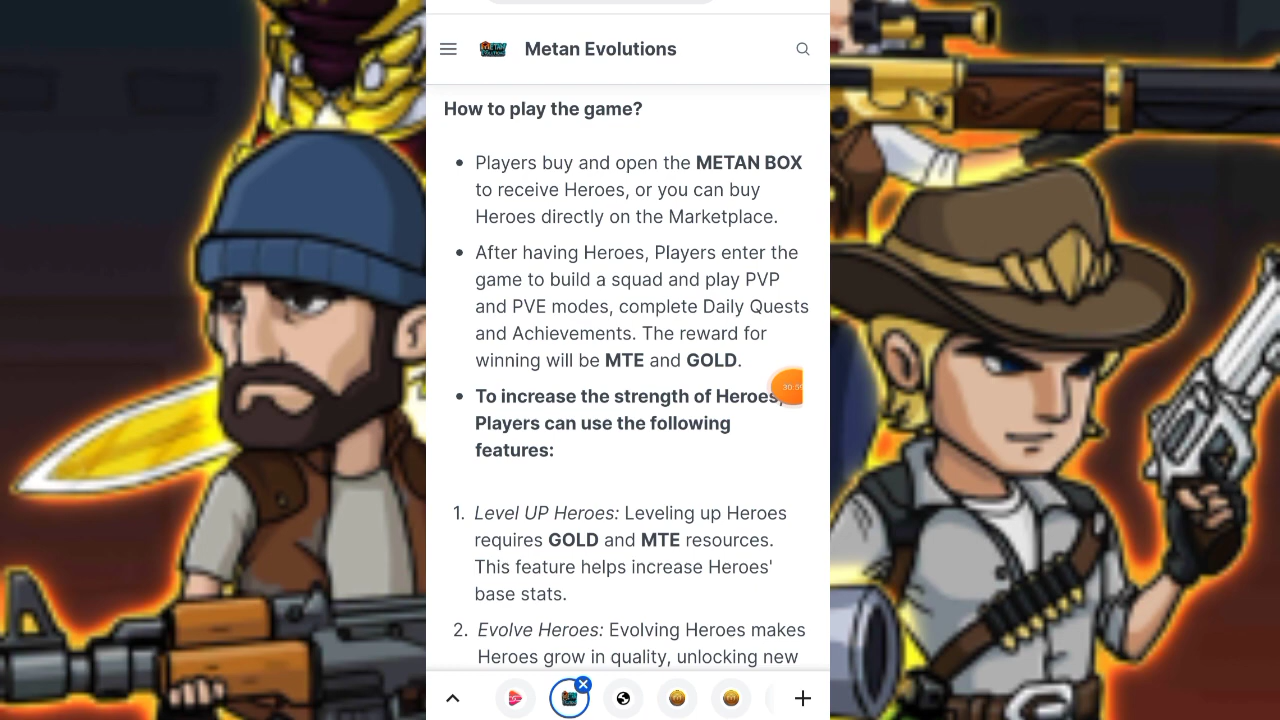 Metan Evolutions
How to play the game?
• Players buy and open the METAN BOX
to receive Heroes, or you can buy
Heroes directly on the Marketplace.
• After having Heroes, Players enter the
game to build a squad and play PVP
and PVE modes, complete Daily Quests
and Achievements. The reward for
winning will be MTE and GOLD.
• To increase the strength of Heroes,
Players can use the following
features:
1. Level UP Heroes: Leveling up Heroes
requires GOLD and MTE resources.
This feature helps increase Heroes'
base stats.
2. Evolve Heroes: Evolving Heroes makes
Heroes grow in quality, unlocking new